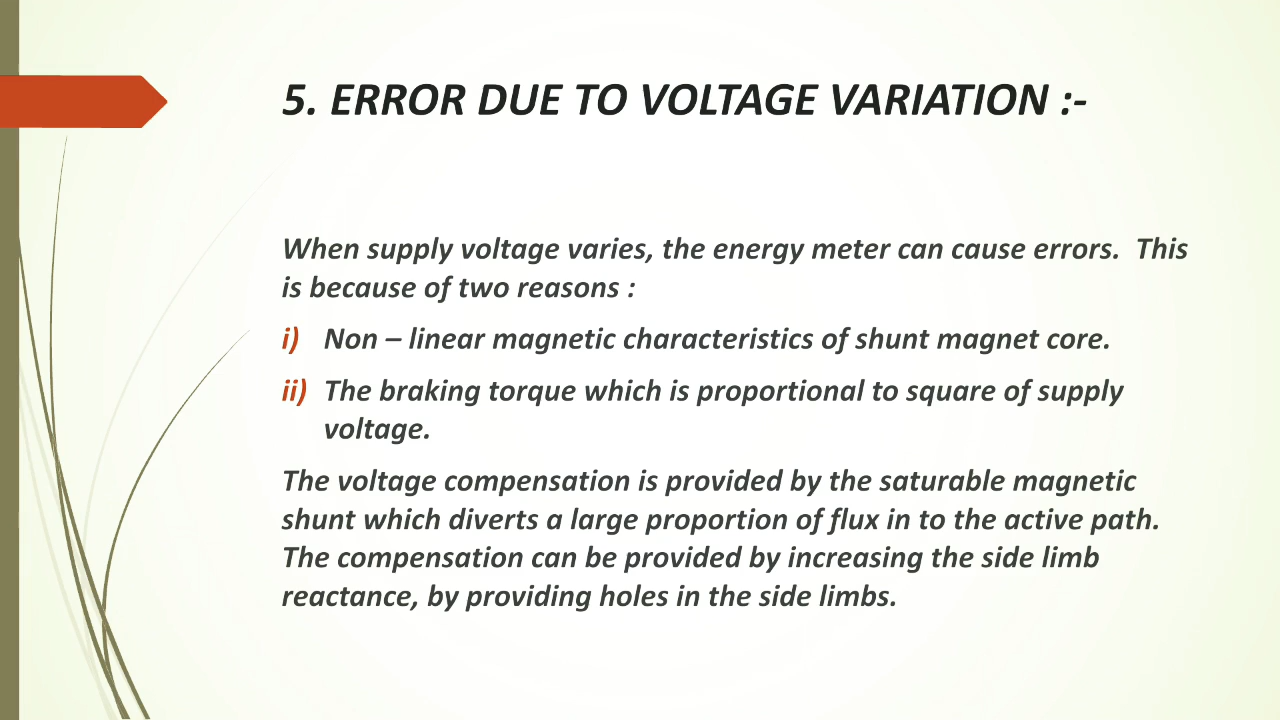 5. ERROR DUE TO VOLTAGE VARIATION :-
When supply voltage varies, the energy meter can cause errors.  This
is because of two reasons :
i) Non – linear magnetic characteristics of shunt magnet core.
ii) The braking torque which is proportional to square of supply
voltage.
The voltage compensation is provided by the saturable magnetic
shunt which diverts a large proportion of flux in to the active path.
The compensation can be provided by increasing the side limb
reactance, by providing holes in the side limbs.